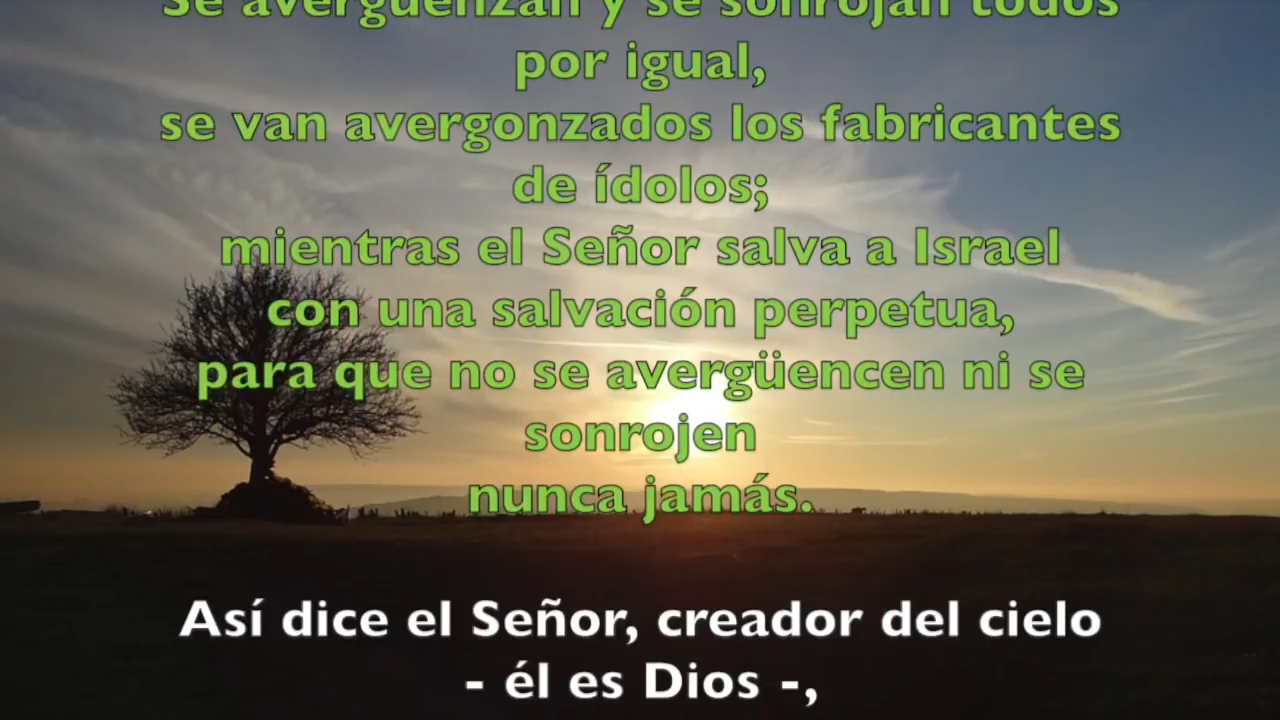 Se avergüenzan y se sonrojan todos
por igual,
se van avergonzados los fabricantes
de ídolos;
mientras el Señor salva a Israel
con una salvación perpetua,
para que no se avergüencen ni se
sonrojen
nunca jamás.
Así dice el Señor, creador del cielo
- él es Dios -,